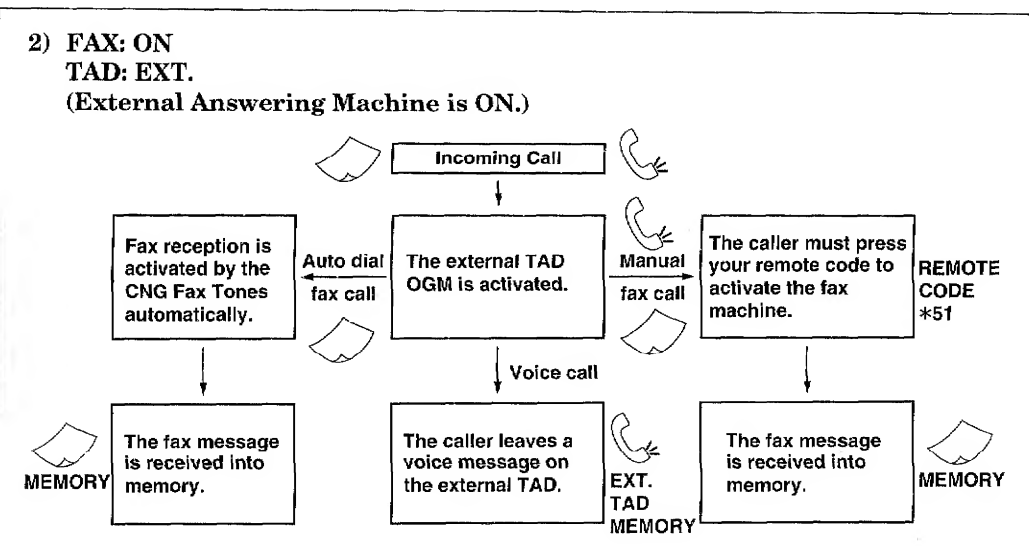 2) FAX: ON
TAD: EXT.
(External Answering Machine is ON.)
Incoming Call
Fax reception is
activated by the
CNG Fax Tones
automatically.
Auto dial
fax call
The external TAD
OGM is activated.
Manual
fax call
The caller must press
your remote code to
activate the fax
machine.
REMOTE
CODE
*51
Voice call
MEMORY
The fax message
is received into
memory.
The caller leaves a
voice message on
the external TAD.
EXT.
TAD
MEMORY
The fax message
is received into
memory.
MEMORY